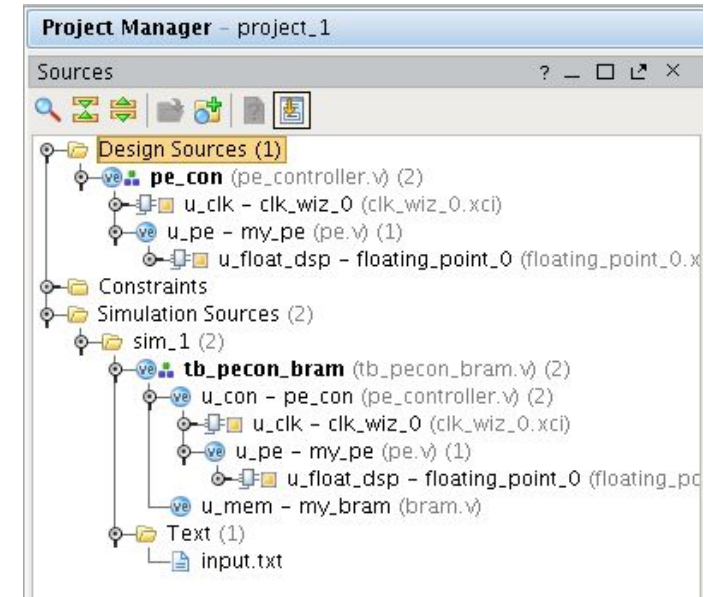 Project Manager - project_1
Sources ? _ □ ×
Design Sources (1)
pe_con (pe_controller.v) (2)
u_clk - clk_wiz_0 (clk_wiz_0.xci)
u_pe - my_pe (pe.v) (1)
u_float_dsp - floating_point_0 (floating_point_0.x
Constraints
Simulation Sources (2)
sim_1 (2)
tb_pecon_bram (tb_pecon_bram.v) (2)
u_con - pe_con (pe_controller.v) (2)
u_clk - clk_wiz_0 (clk_wiz_0.xci)
u_pe - my_pe (pe.v) (1)
u_float_dsp - floating_point_0 (floating_po
u_mem - my_bram (bram.v)
Text (1)
input.txt